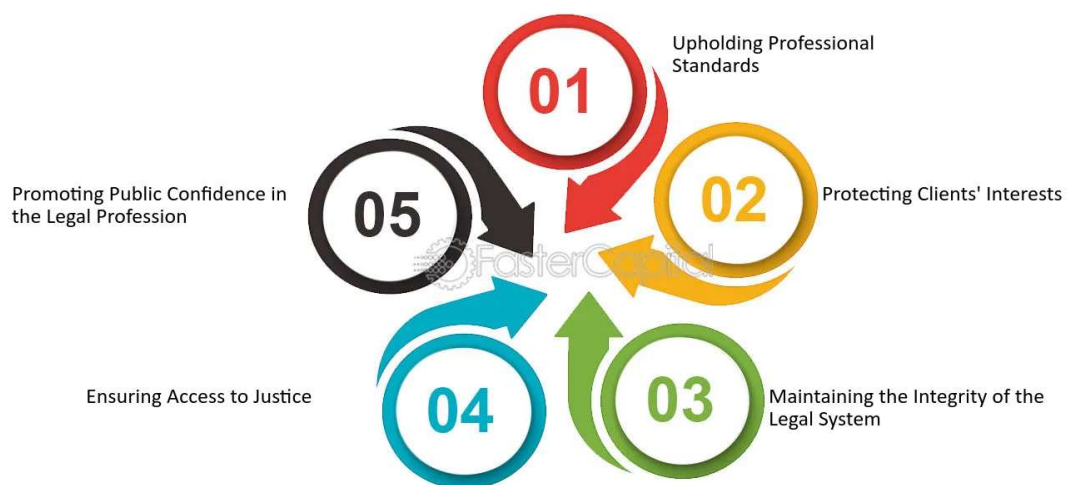 01
Upholding Professional
Standards
02
Protecting Clients' Interests
03
Maintaining the Integrity of the
Legal System
04
Ensuring Access to Justice
05
Promoting Public Confidence in
the Legal Profession
FasterCapital